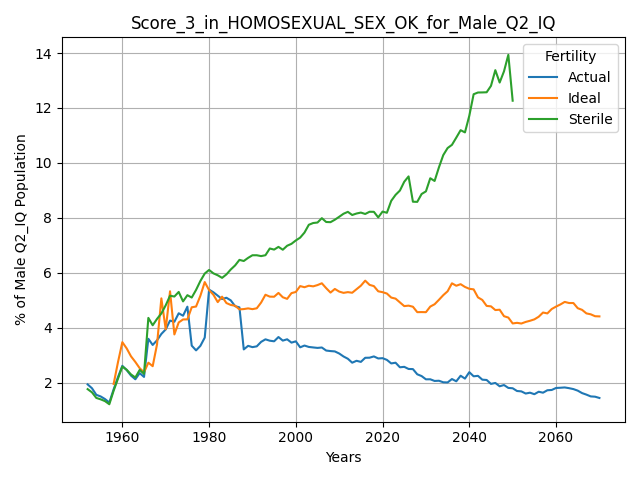 Score_3_in_HOMOSEXUAL_SEX_OK_for_Male_Q2_IQ
Fertility
Actual
Ideal
Sterile
% of Male Q2_IQ Population
14
12
10
8
6
4
2
1960 1980 2000 2020 2040 2060
Years